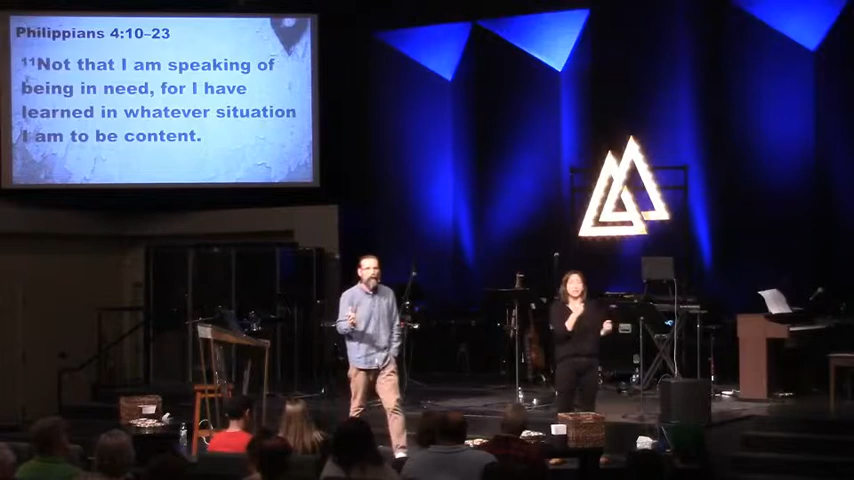 Philippians 4:10–23
¹¹Not that I am speaking of
being in need, for I have
learned in whatever situation
I am to be content.